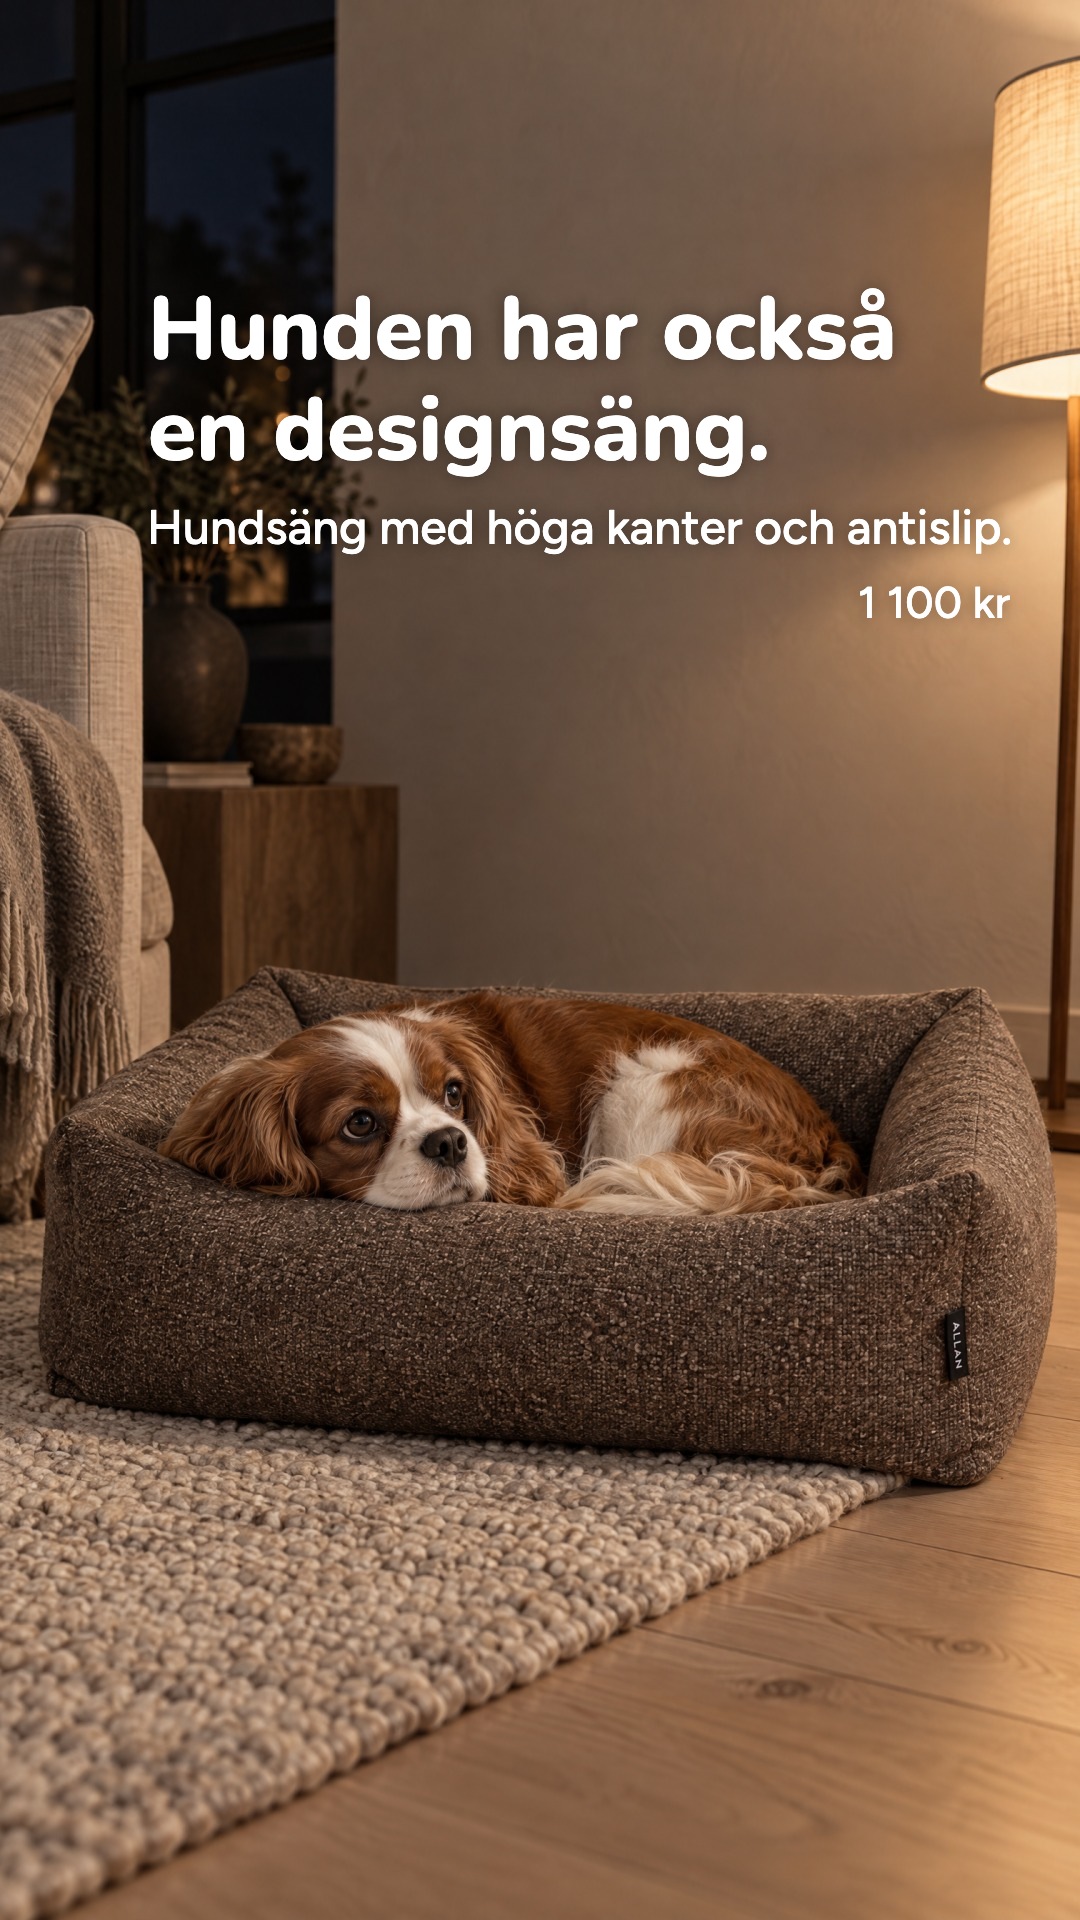 Hunden har också
en designsäng.
Hundsäng med höga kanter och antislip.
1 100 kr
ALLAN